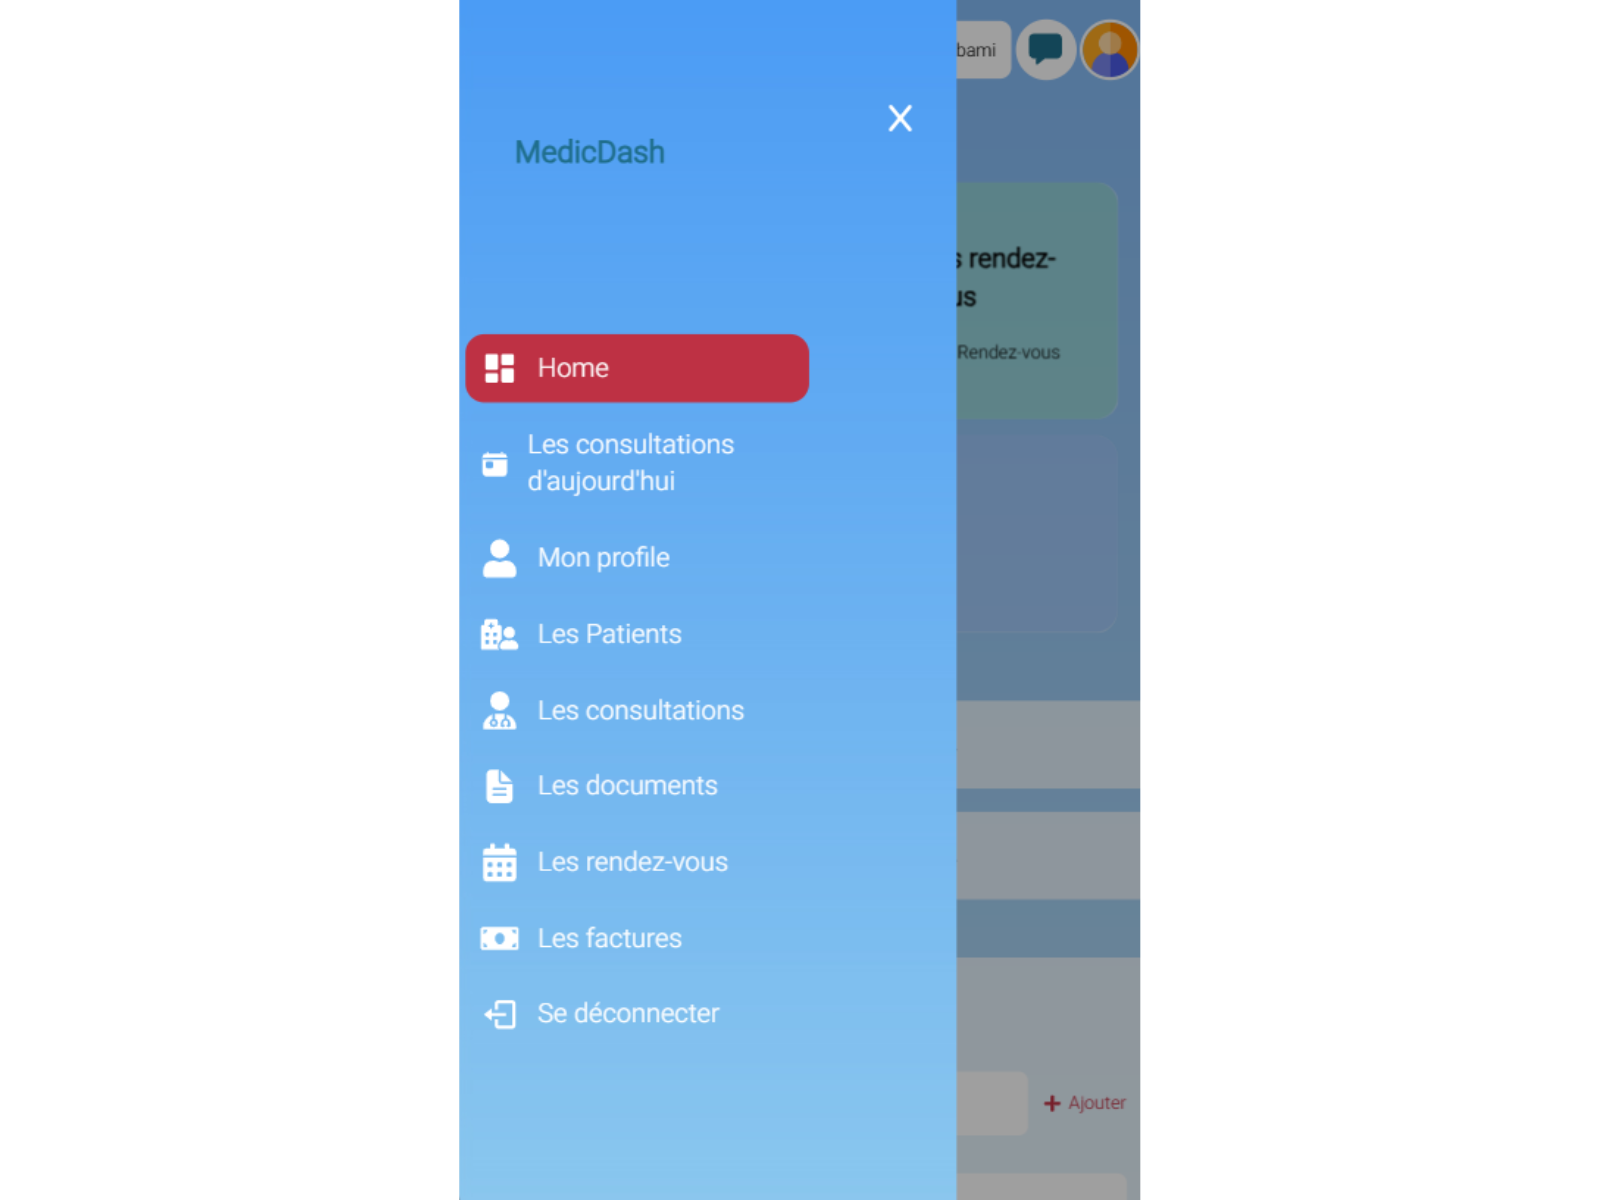 bami
MedicDash
rendez-
Rendez-vous
Home
Les consultations
d'aujourd'hui
Mon profile
Les Patients
Les consultations
Les documents
Les rendez-vous
Les factures
Se déconnecter
+ Ajouter